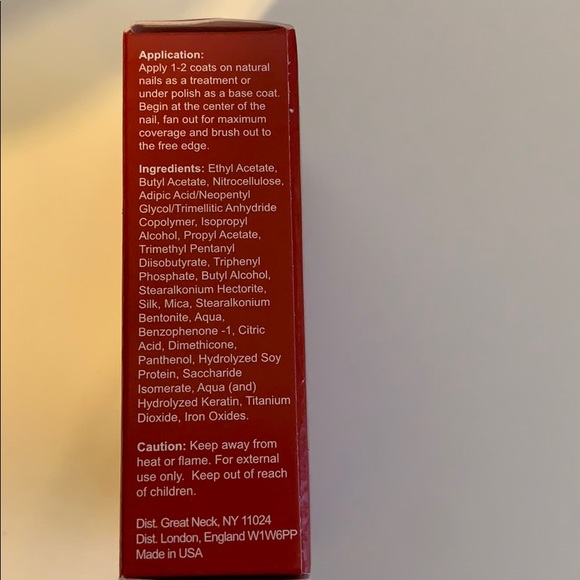 Application:
Apply 1-2 coats on natural
nails as a treatment or
under polish as a base coat.
Begin at the center of the
nail, fan out for maximum
coverage and brush out to
the free edge.
Ingredients: Ethyl Acetate,
Butyl Acetate, Nitrocellulose,
Adipic Acid/Neopentyl
Glycol/Trimellitic Anhydride
Copolymer, Isopropyl
Alcohol, Propyl Acetate,
Trimethyl Pentanyl
Diisobutyrate, Triphenyl
Phosphate, Butyl Alcohol,
Stearalkonium Hectorite,
Silk, Mica, Stearalkonium
Bentonite, Aqua,
Benzophenone -1, Citric
Acid, Dimethicone,
Panthenol, Hydrolyzed Soy
Protein, Saccharide
Isomerate, Aqua (and)
Hydrolyzed Keratin, Titanium
Dioxide, Iron Oxides.
Caution: Keep away from
heat or flame. For external
use only. Keep out of reach
of children.
Dist. Great Neck, NY 11024
Dist. London, England W1W6PP
Made in USA